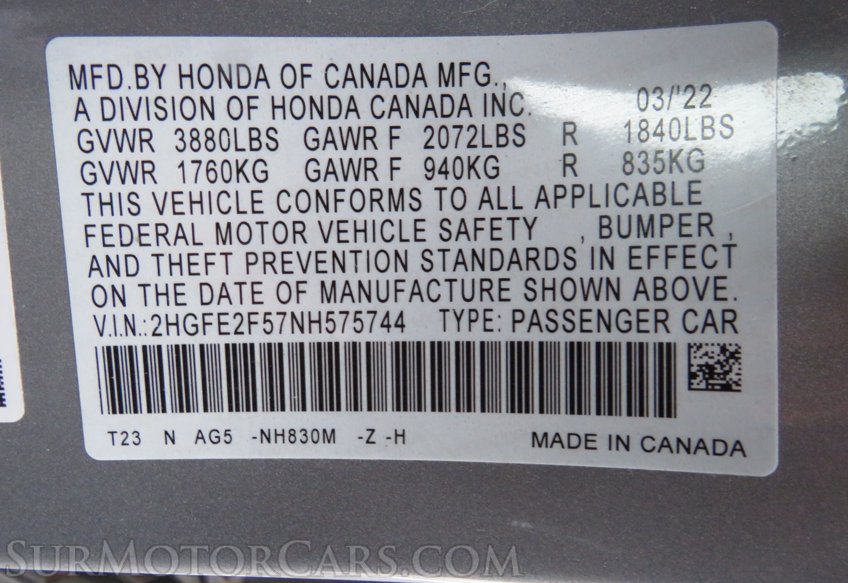 MFD.BY HONDA OF CANADA MFG.,
A DIVISION OF HONDA CANADA INC. 03/'22
GVWR 3880LBS GAWR F 2072LBS R 1840LBS
GVWR 1760KG GAWR F 940KG R 835KG
THIS VEHICLE CONFORMS TO ALL APPLICABLE
FEDERAL MOTOR VEHICLE SAFETY , BUMPER ,
AND THEFT PREVENTION STANDARDS IN EFFECT
ON THE DATE OF MANUFACTURE SHOWN ABOVE.
V.I.N.:2HGFE2F57NH575744 TYPE: PASSENGER CAR
T23 N AG5 -NH830M -Z -H MADE IN CANADA
SURMOTORCARS.COM